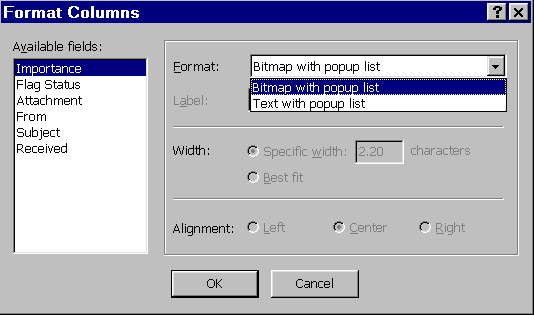 Format Columns
Available fields:
Importance
Flag Status
Attachment
From
Subject
Received
Format: Bitmap with popup list
Bitmap with popup list
Text with popup list
Label:
Width: Specific width: 2.20 characters
Best fit
Alignment: Left Center Right
OK Cancel